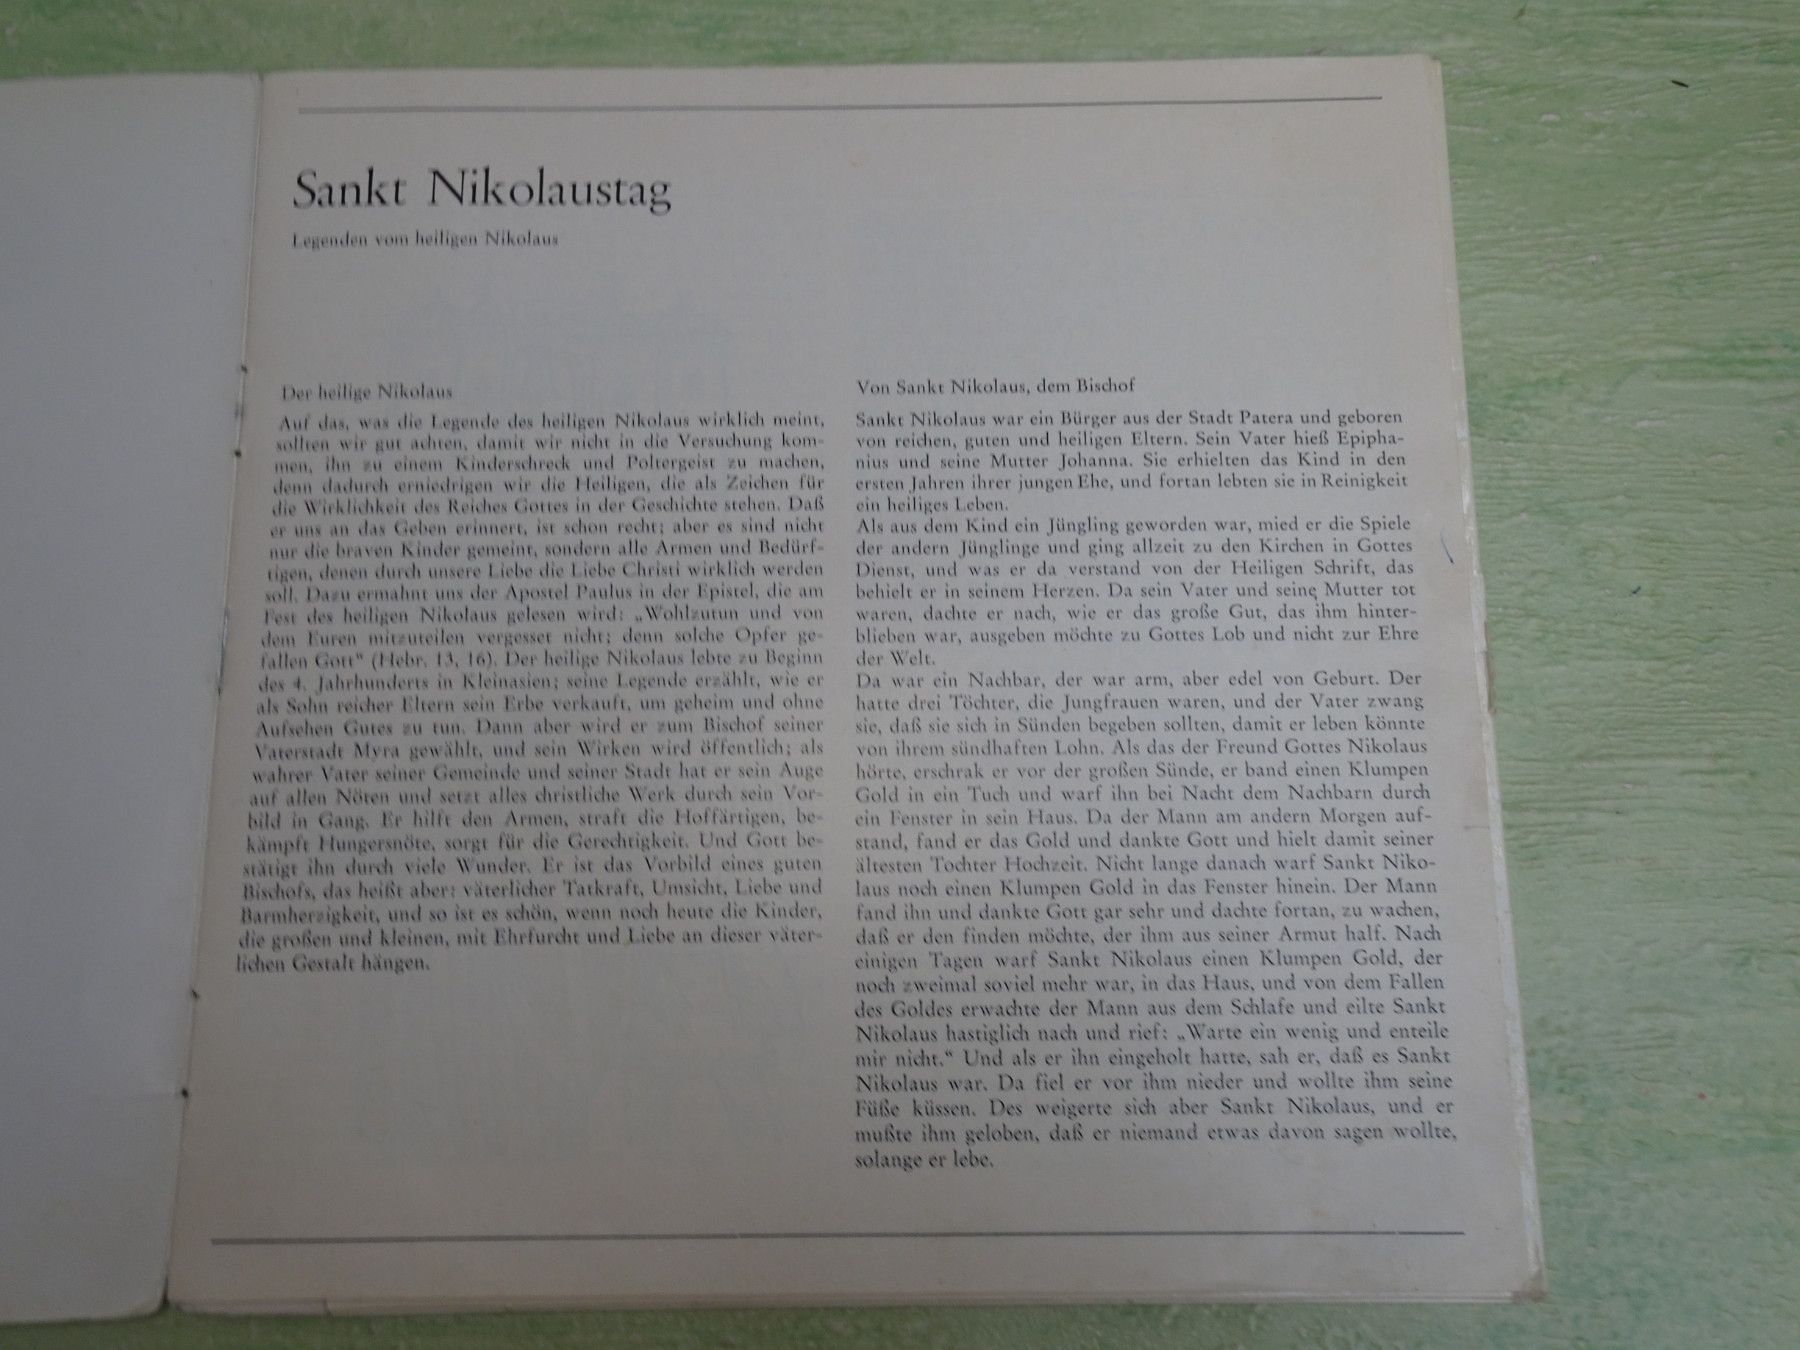 Sankt Nikolaustag
Legenden vom heiligen Nikolaus
Der heilige Nikolaus
Auf das, was die Legende des heiligen Nikolaus wirklich meint,
sollten wir gut achten, damit wir nicht in die Versuchung kom-
men, ihn zu einem Kinderschreck und Poltergeist zu machen,
denn dadurch erniedrigen wir die Heiligen, die als Zeichen für
die Wirklichkeit des Reiches Gottes in der Geschichte stehen. Daß
er uns an das Geben erinnert, ist schon recht; aber es sind nicht
nur die braven Kinder gemeint, sondern alle Armen und Bedürf-
tigen, denen durch unsere Liebe die Liebe Christi wirklich werden
soll. Dazu ermahnt uns der Apostel Paulus in der Epistel, die am
Fest des heiligen Nikolaus gelesen wird: „Wohlzutun und von
dem Euren mitzuteilen vergesset nicht; denn solche Opfer ge-
fallen Gott“ (Hebr. 13, 16). Der heilige Nikolaus lebte zu Beginn
des 4. Jahrhunderts in Kleinasien; seine Legende erzählt, wie er
als Sohn reicher Eltern sein Erbe verkauft, um geheim und ohne
Aufsehen Gutes zu tun. Dann aber wird er zum Bischof seiner
Vaterstadt Myra gewählt, und sein Wirken wird öffentlich; als
wahrer Vater seiner Gemeinde und seiner Stadt hat er sein Auge
auf allen Nöten und setzt alles christliche Werk durch sein Vor-
bild in Gang. Er hilft den Armen, straft die Hoffärtigen, be-
kämpft Hungersnöte, sorgt für die Gerechtigkeit. Und Gott be-
stätigt ihn durch viele Wunder. Er ist das Vorbild eines guten
Bischofs, das heißt aber: väterlicher Tatkraft, Umsicht, Liebe und
Barmherzigkeit, und so ist es schön, wenn noch heute die Kinder,
die großen und kleinen, mit Ehrfurcht und Liebe an dieser väter-
lichen Gestalt hängen.
Von Sankt Nikolaus, dem Bischof
Sankt Nikolaus war ein Bürger aus der Stadt Patera und geboren
von reichen, guten und heiligen Eltern. Sein Vater hieß Epipha-
nius und seine Mutter Johanna. Sie erhielten das Kind in den
ersten Jahren ihrer jungen Ehe, und fortan lebten sie in Reinigkeit
ein heiliges Leben.
Als aus dem Kind ein Jüngling geworden war, mied er die Spiele
der andern Jünglinge und ging allzeit zu den Kirchen in Gottes
Dienst, und was er da verstand von der Heiligen Schrift, das
behielt er in seinem Herzen. Da sein Vater und seine Mutter tot
waren, dachte er nach, wie er das große Gut, das ihm hinter-
blieben war, ausgeben möchte zu Gottes Lob und nicht zur Ehre
der Welt.
Da war ein Nachbar, der war arm, aber edel von Geburt. Der
hatte drei Töchter, die Jungfrauen waren, und der Vater zwang
sie, daß sie sich in Sünden begeben sollten, damit er leben könnte
von ihrem sündhaften Lohn. Als das der Freund Gottes Nikolaus
hörte, erschrak er vor der großen Sünde, er band einen Klumpen
Gold in ein Tuch und warf ihn bei Nacht dem Nachbarn durch
ein Fenster in sein Haus. Da der Mann am andern Morgen auf-
stand, fand er das Gold und dankte Gott und hielt damit seiner
ältesten Tochter Hochzeit. Nicht lange danach warf Sankt Niko-
laus noch einen Klumpen Gold in das Fenster hinein. Der Mann
fand ihn und dankte Gott gar sehr und dachte fortan, zu wachen,
daß er den finden möchte, der ihm aus seiner Armut half. Nach
einigen Tagen warf Sankt Nikolaus einen Klumpen Gold, der
noch zweimal soviel mehr war, in das Haus, und von dem Fallen
des Goldes erwachte der Mann aus dem Schlafe und eilte Sankt
Nikolaus hastiglich nach und rief: „Warte ein wenig und enteile
mir nicht.“ Und als er ihn eingeholt hatte, sah er, daß es Sankt
Nikolaus war. Da fiel er vor ihm nieder und wollte ihm seine
Füße küssen. Des weigerte sich aber Sankt Nikolaus, und er
mußte ihm geloben, daß er niemand etwas davon sagen wollte,
solange er lebe.